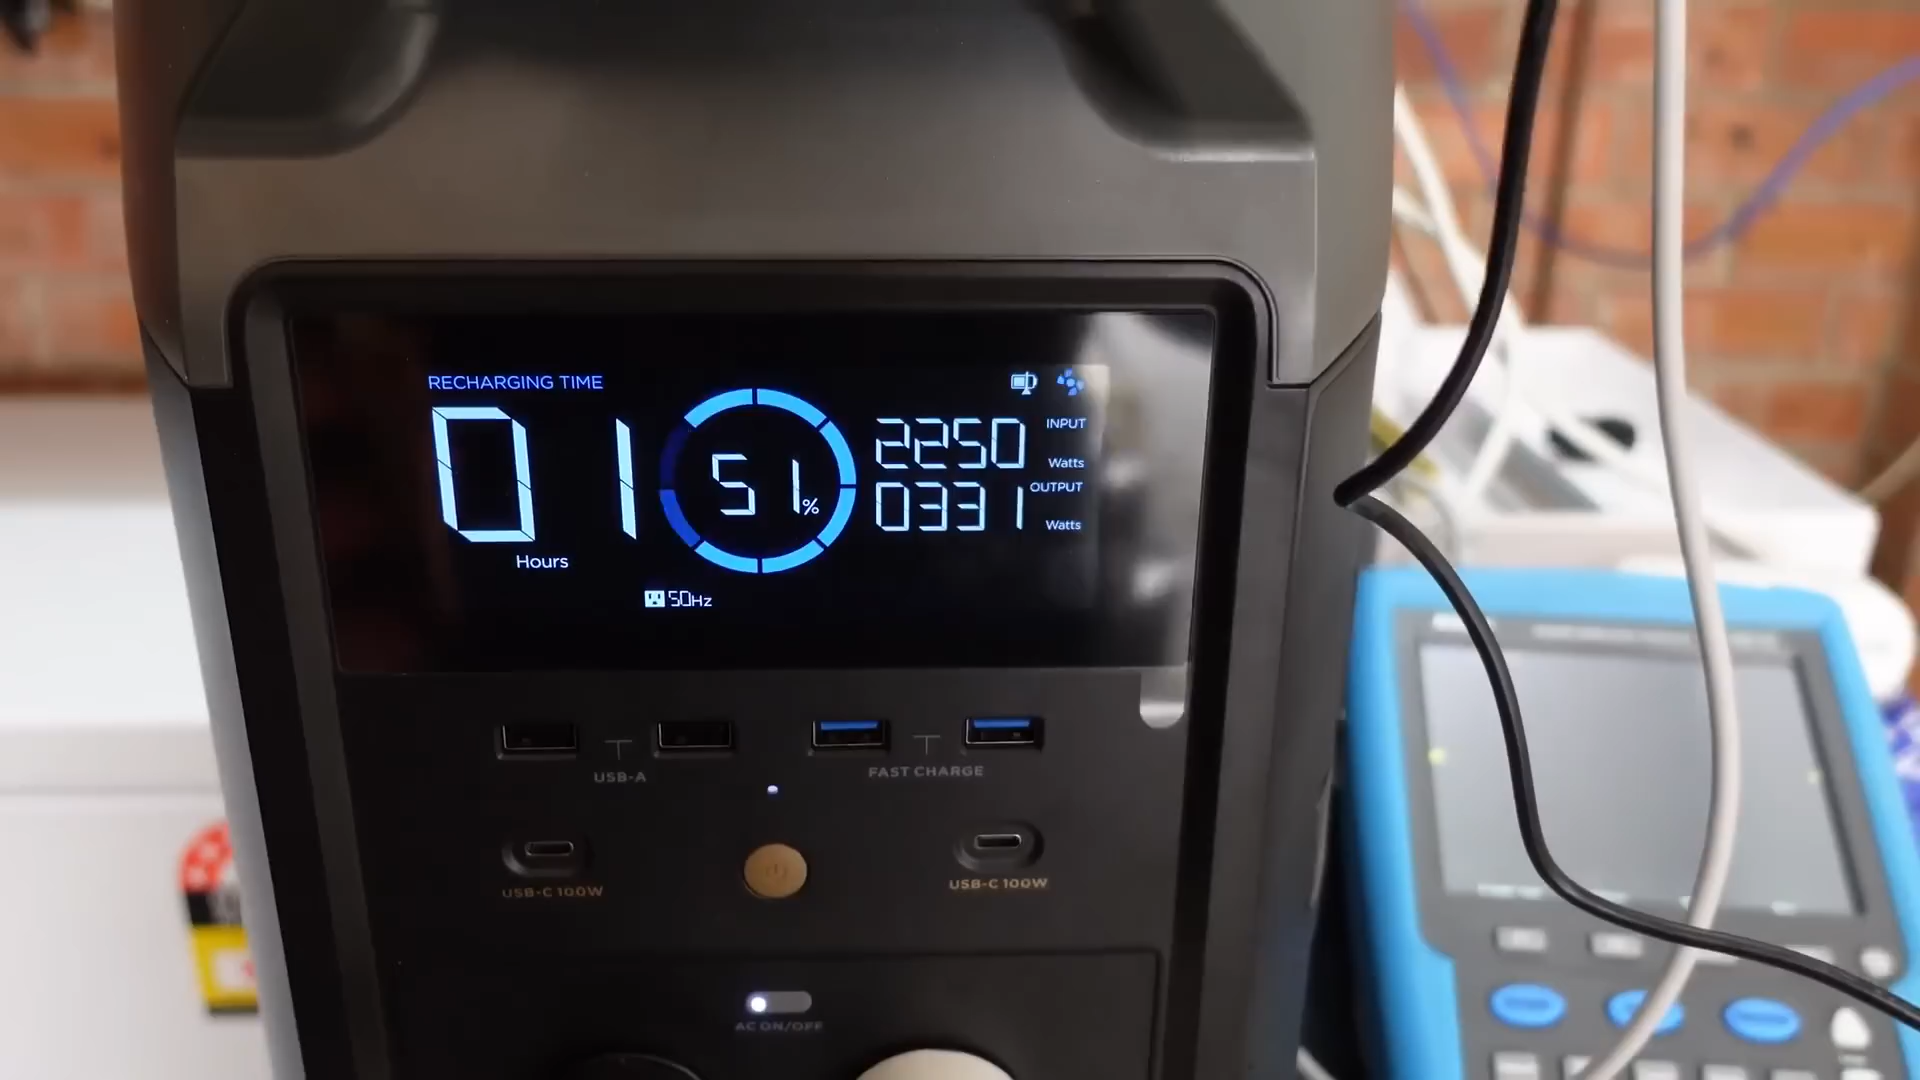 RECHARGING TIME
01
Hours
51%
2250 INPUT
Watts
0331 OUTPUT
Watts
50Hz
USB-A
FAST CHARGE
USB-C 100W
USB-C 100W
AC ON/OFF